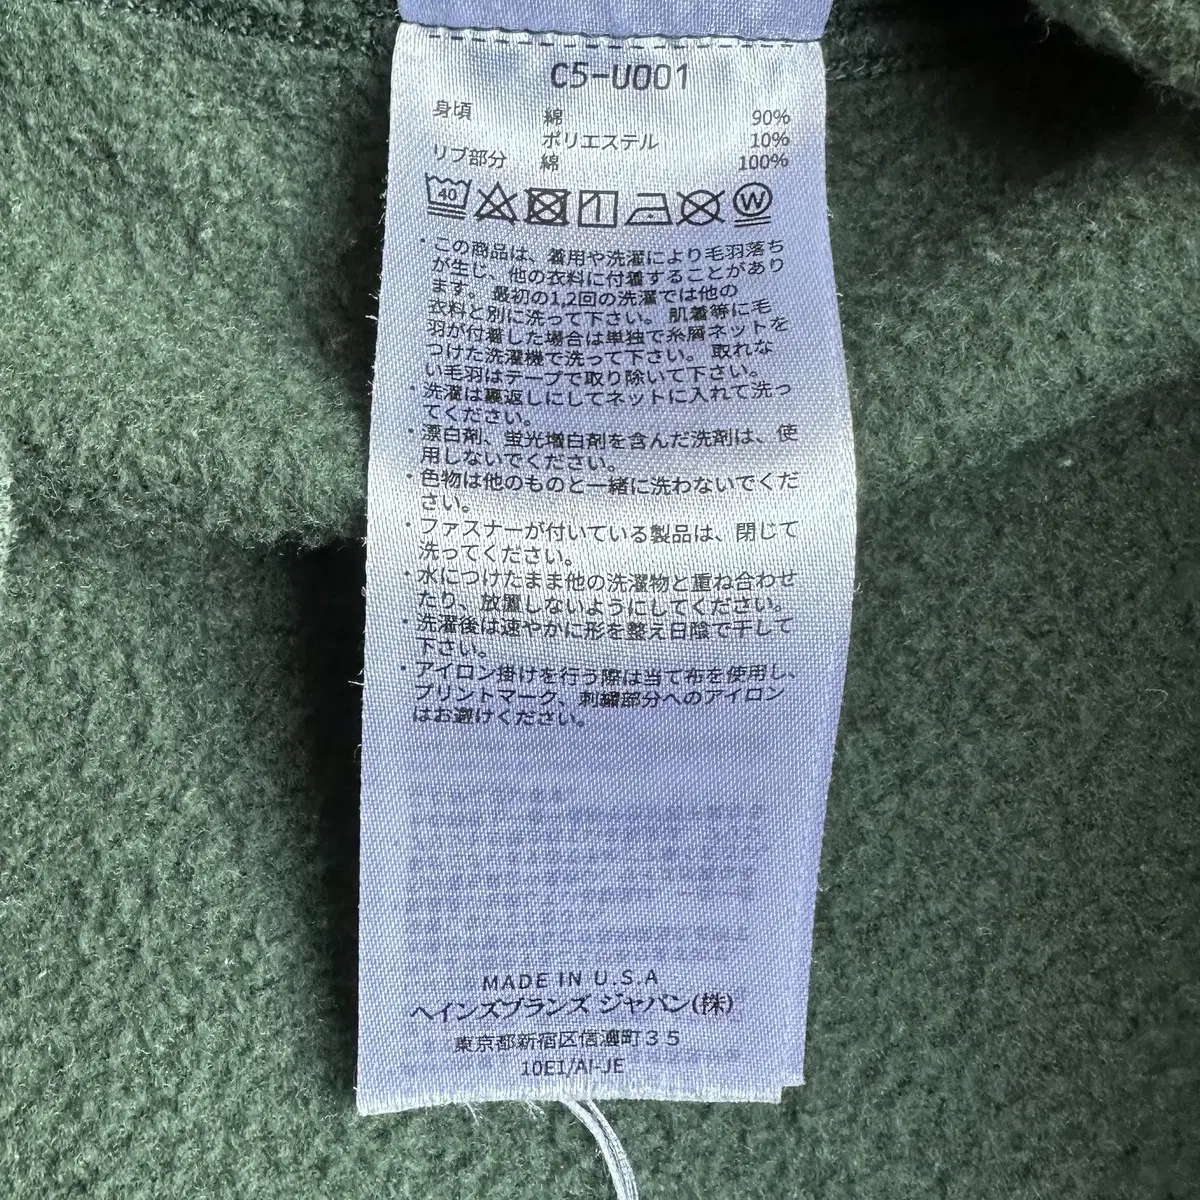 C5-U001
身頃 綿 90%
ポリエステル 10%
リブ部分 綿 100%
40
W
・この商品は、着用や洗濯により毛羽落ち
が生じ、他の衣料に付着することがあり
ます。最初の1,2回の洗濯では他の
衣料と別に洗って下さい。肌着等に毛
羽が付着した場合は単独で糸屑ネットを
つけた洗濯機で洗って下さい。取れな
い毛羽はテープで取り除いて下さい。
・洗濯は裏返しにしてネットに入れて洗っ
てください。
・漂白剤、蛍光増白剤を含んだ洗剤は、使
用しないでください。
・色物は他のものと一緒に洗わないでくだ
さい。
・ファスナーが付いている製品は、閉じて
洗ってください。
・水につけたまま他の洗濯物と重ね合わせ
たり、放置しないようにしてください。
・洗濯後は速やかに形を整え日陰で干して
下さい。
・アイロン掛けを行う際は当て布を使用し、
プリントマーク、刺繍部分へのアイロン
はお避けください。
MADE IN U.S.A
ヘインズブランズ ジャパン(株)
東京都新宿区信濃町35
10EI/AI-JE